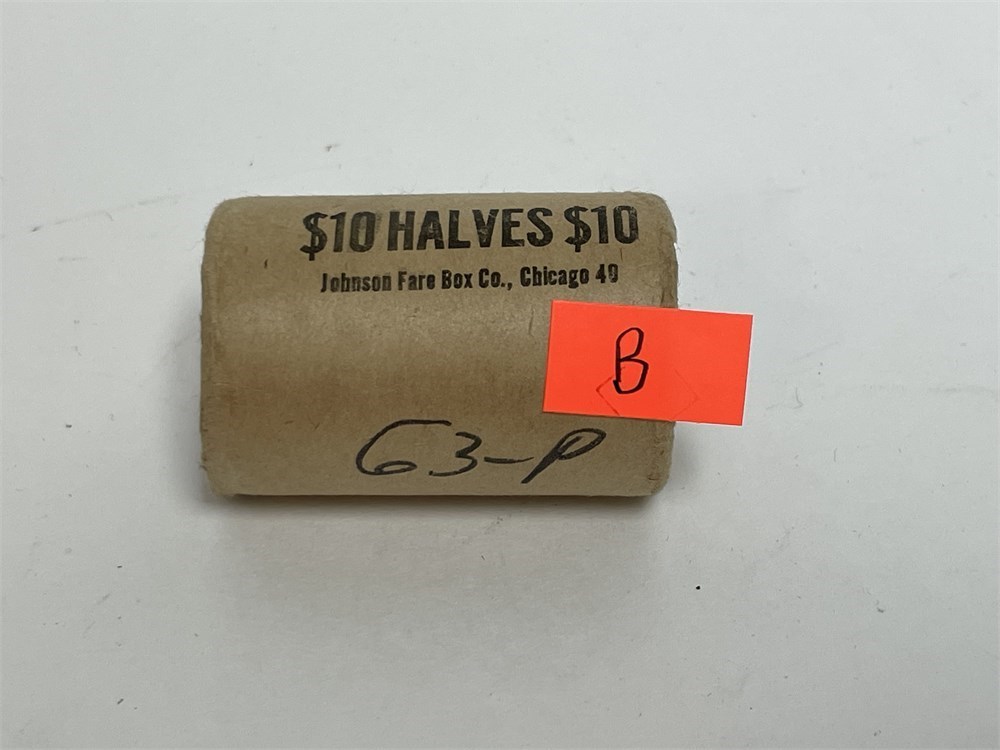 $10 HALVES $10
Johnson Fare Box Co., Chicago 40
B
63-P